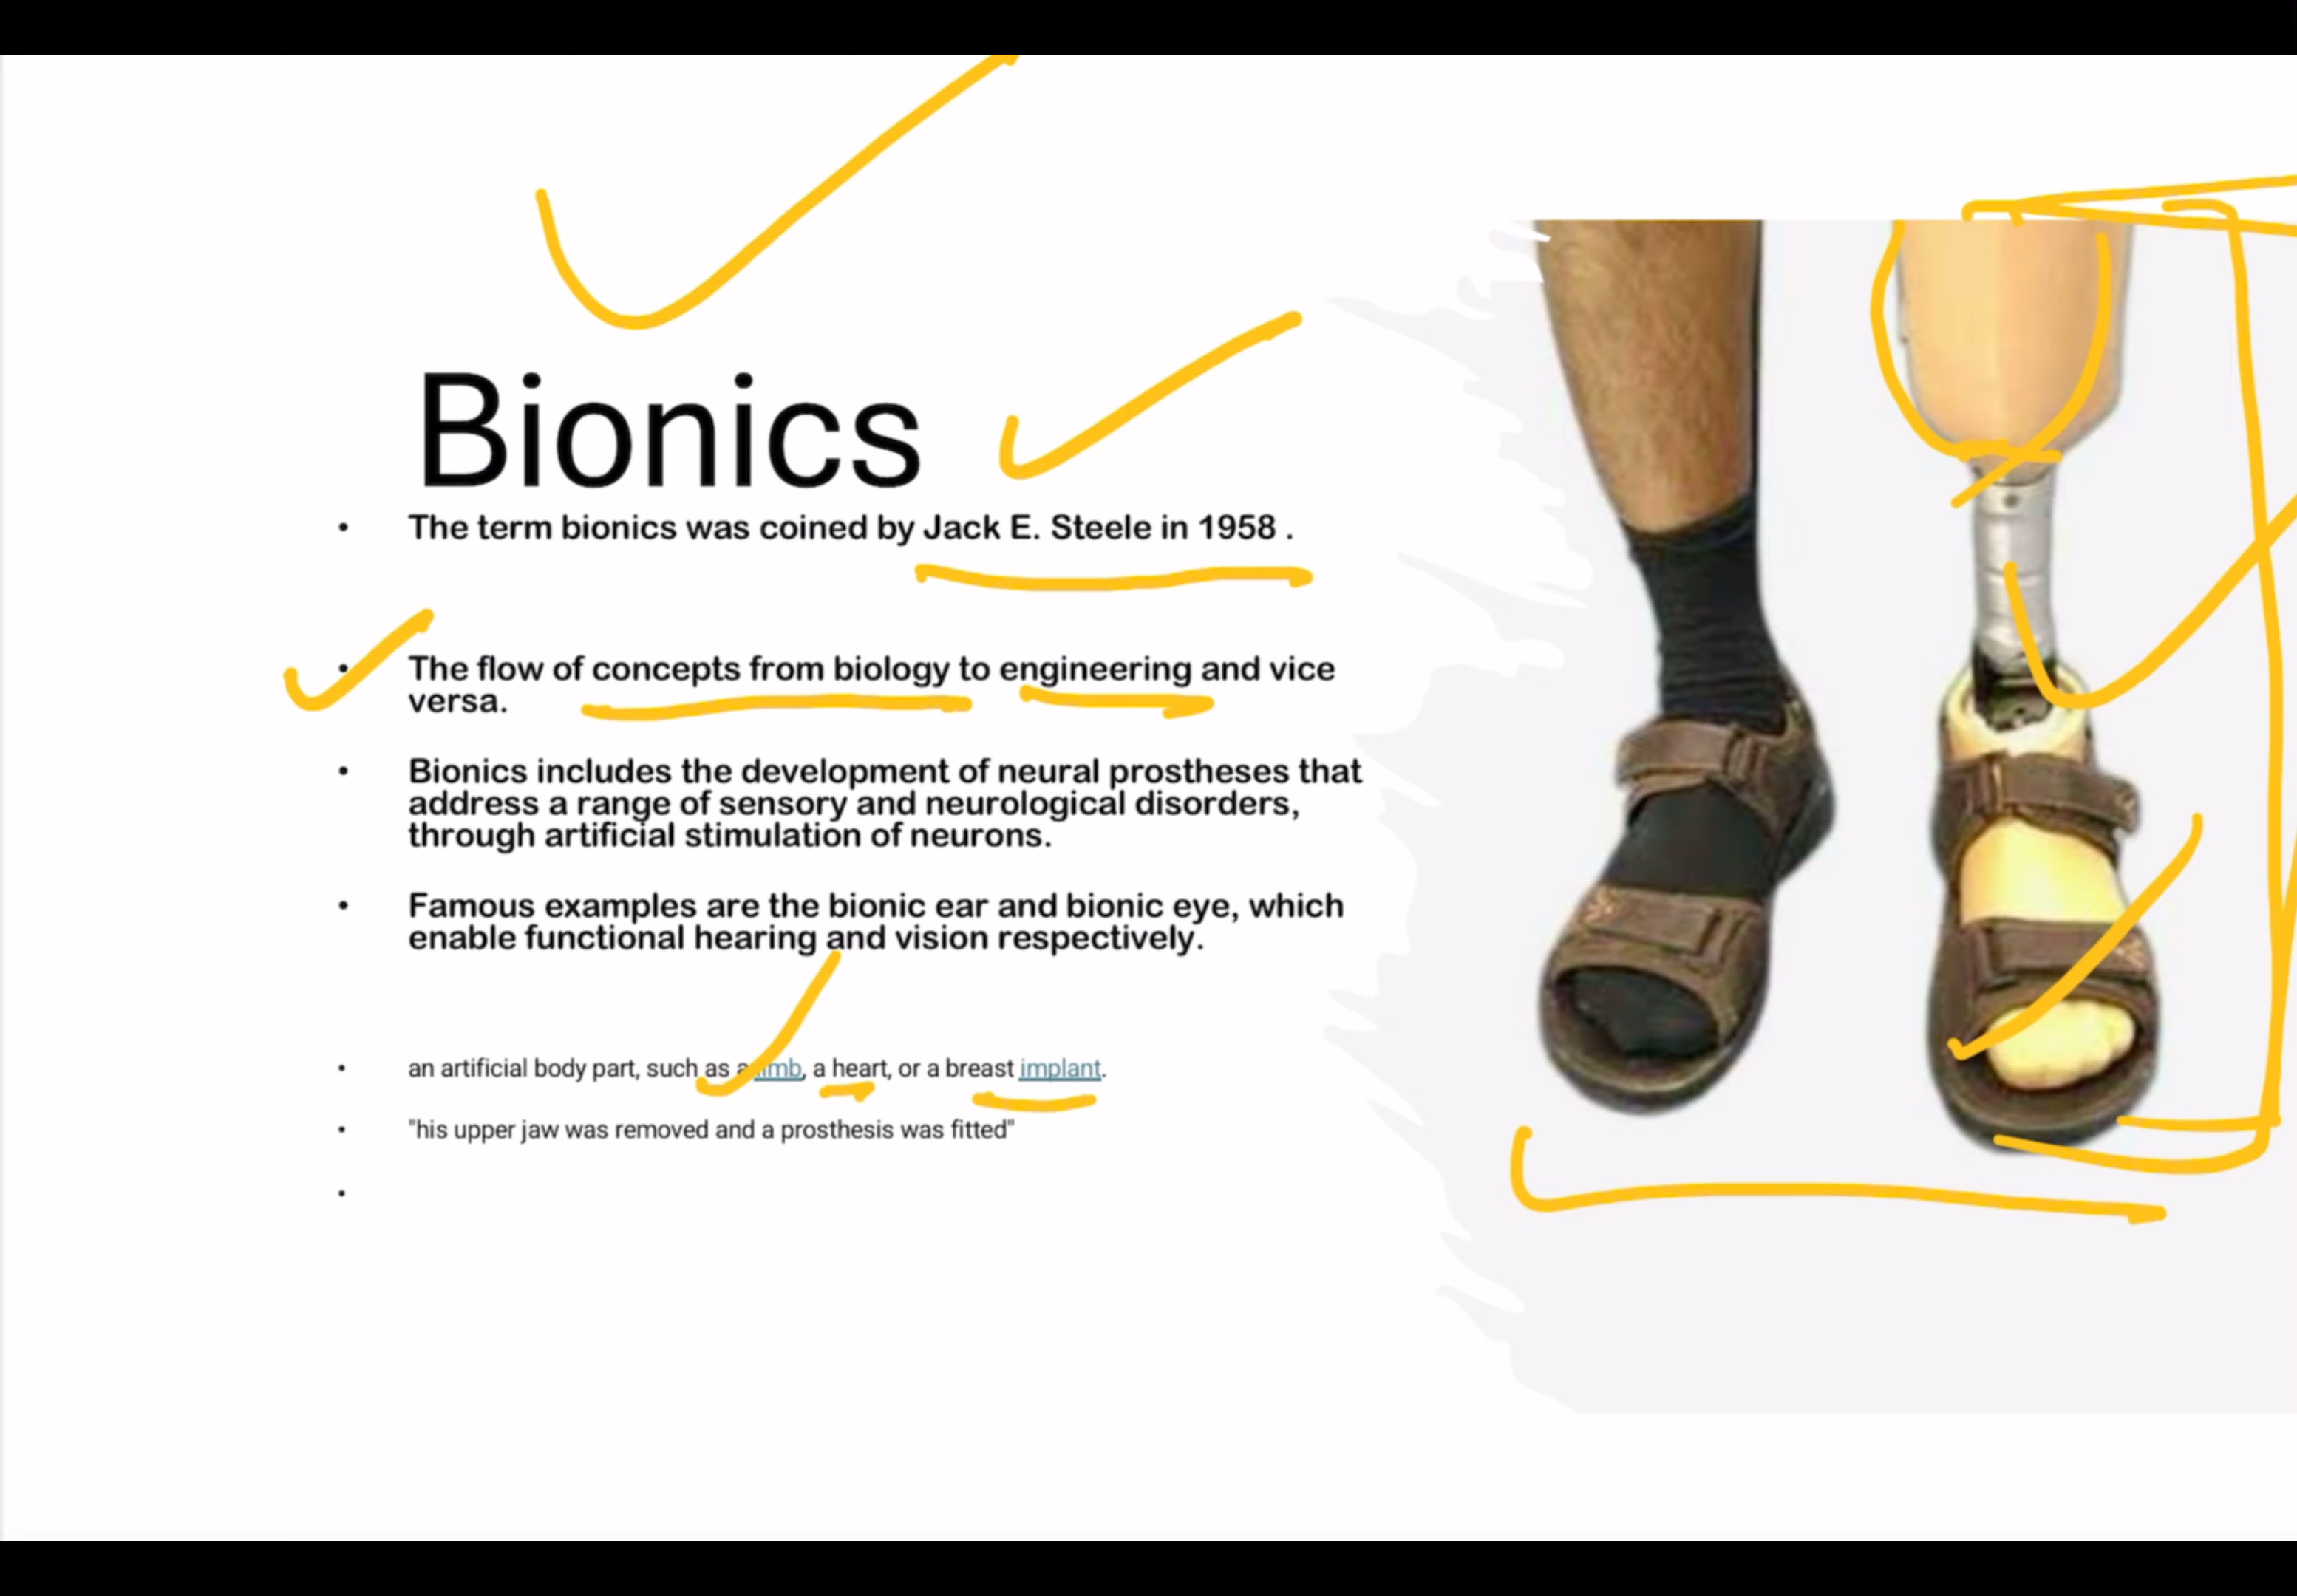 Bionics
• The term bionics was coined by Jack E. Steele in 1958 .
• The flow of concepts from biology to engineering and vice
versa.
• Bionics includes the development of neural prostheses that
address a range of sensory and neurological disorders,
through artificial stimulation of neurons.
• Famous examples are the bionic ear and bionic eye, which
enable functional hearing and vision respectively.
• an artificial body part, such as a limb, a heart, or a breast implant.
• "his upper jaw was removed and a prosthesis was fitted"
•